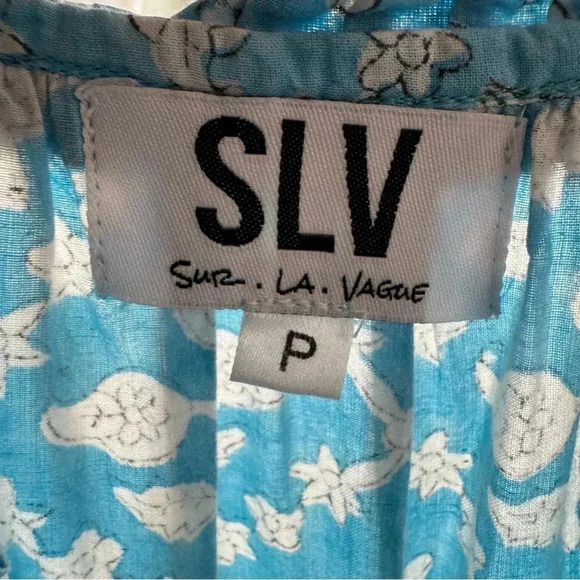 SLV
SUR . LA . VAGUE
P